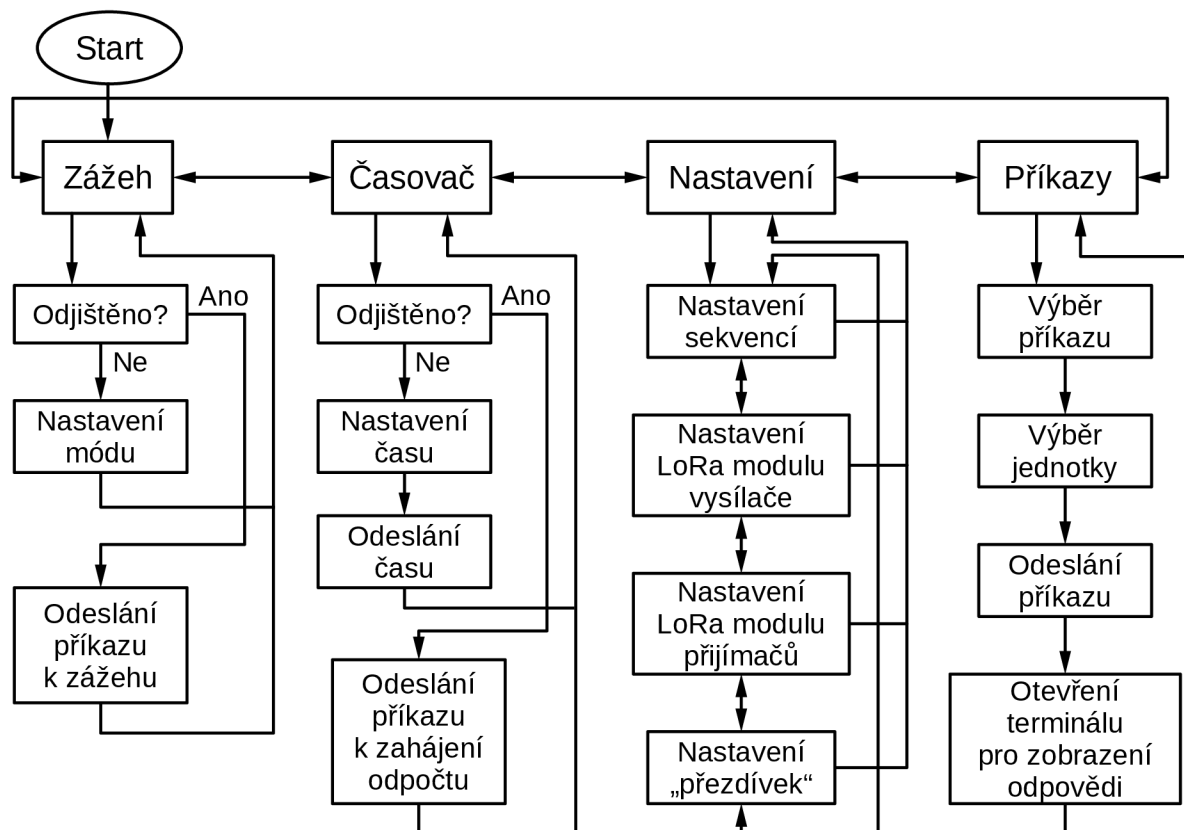 Start
Zážeh
Časovač
Nastavení
Příkazy
Odjištěno?
Ano
Ne
Nastavení
módu
Odeslání
příkazu
k zážehu
Odjištěno?
Ano
Ne
Nastavení
času
Odeslání
času
Odeslání
příkazu
k zahájení
odpočtu
Nastavení
sekvencí
Nastavení
LoRa modulu
vysílače
Nastavení
LoRa modulu
přijímačů
Nastavení
„přezdívek“
Výběr
příkazu
Výběr
jednotky
Odeslání
příkazu
Otevření
terminálu
pro zobrazení
odpovědi